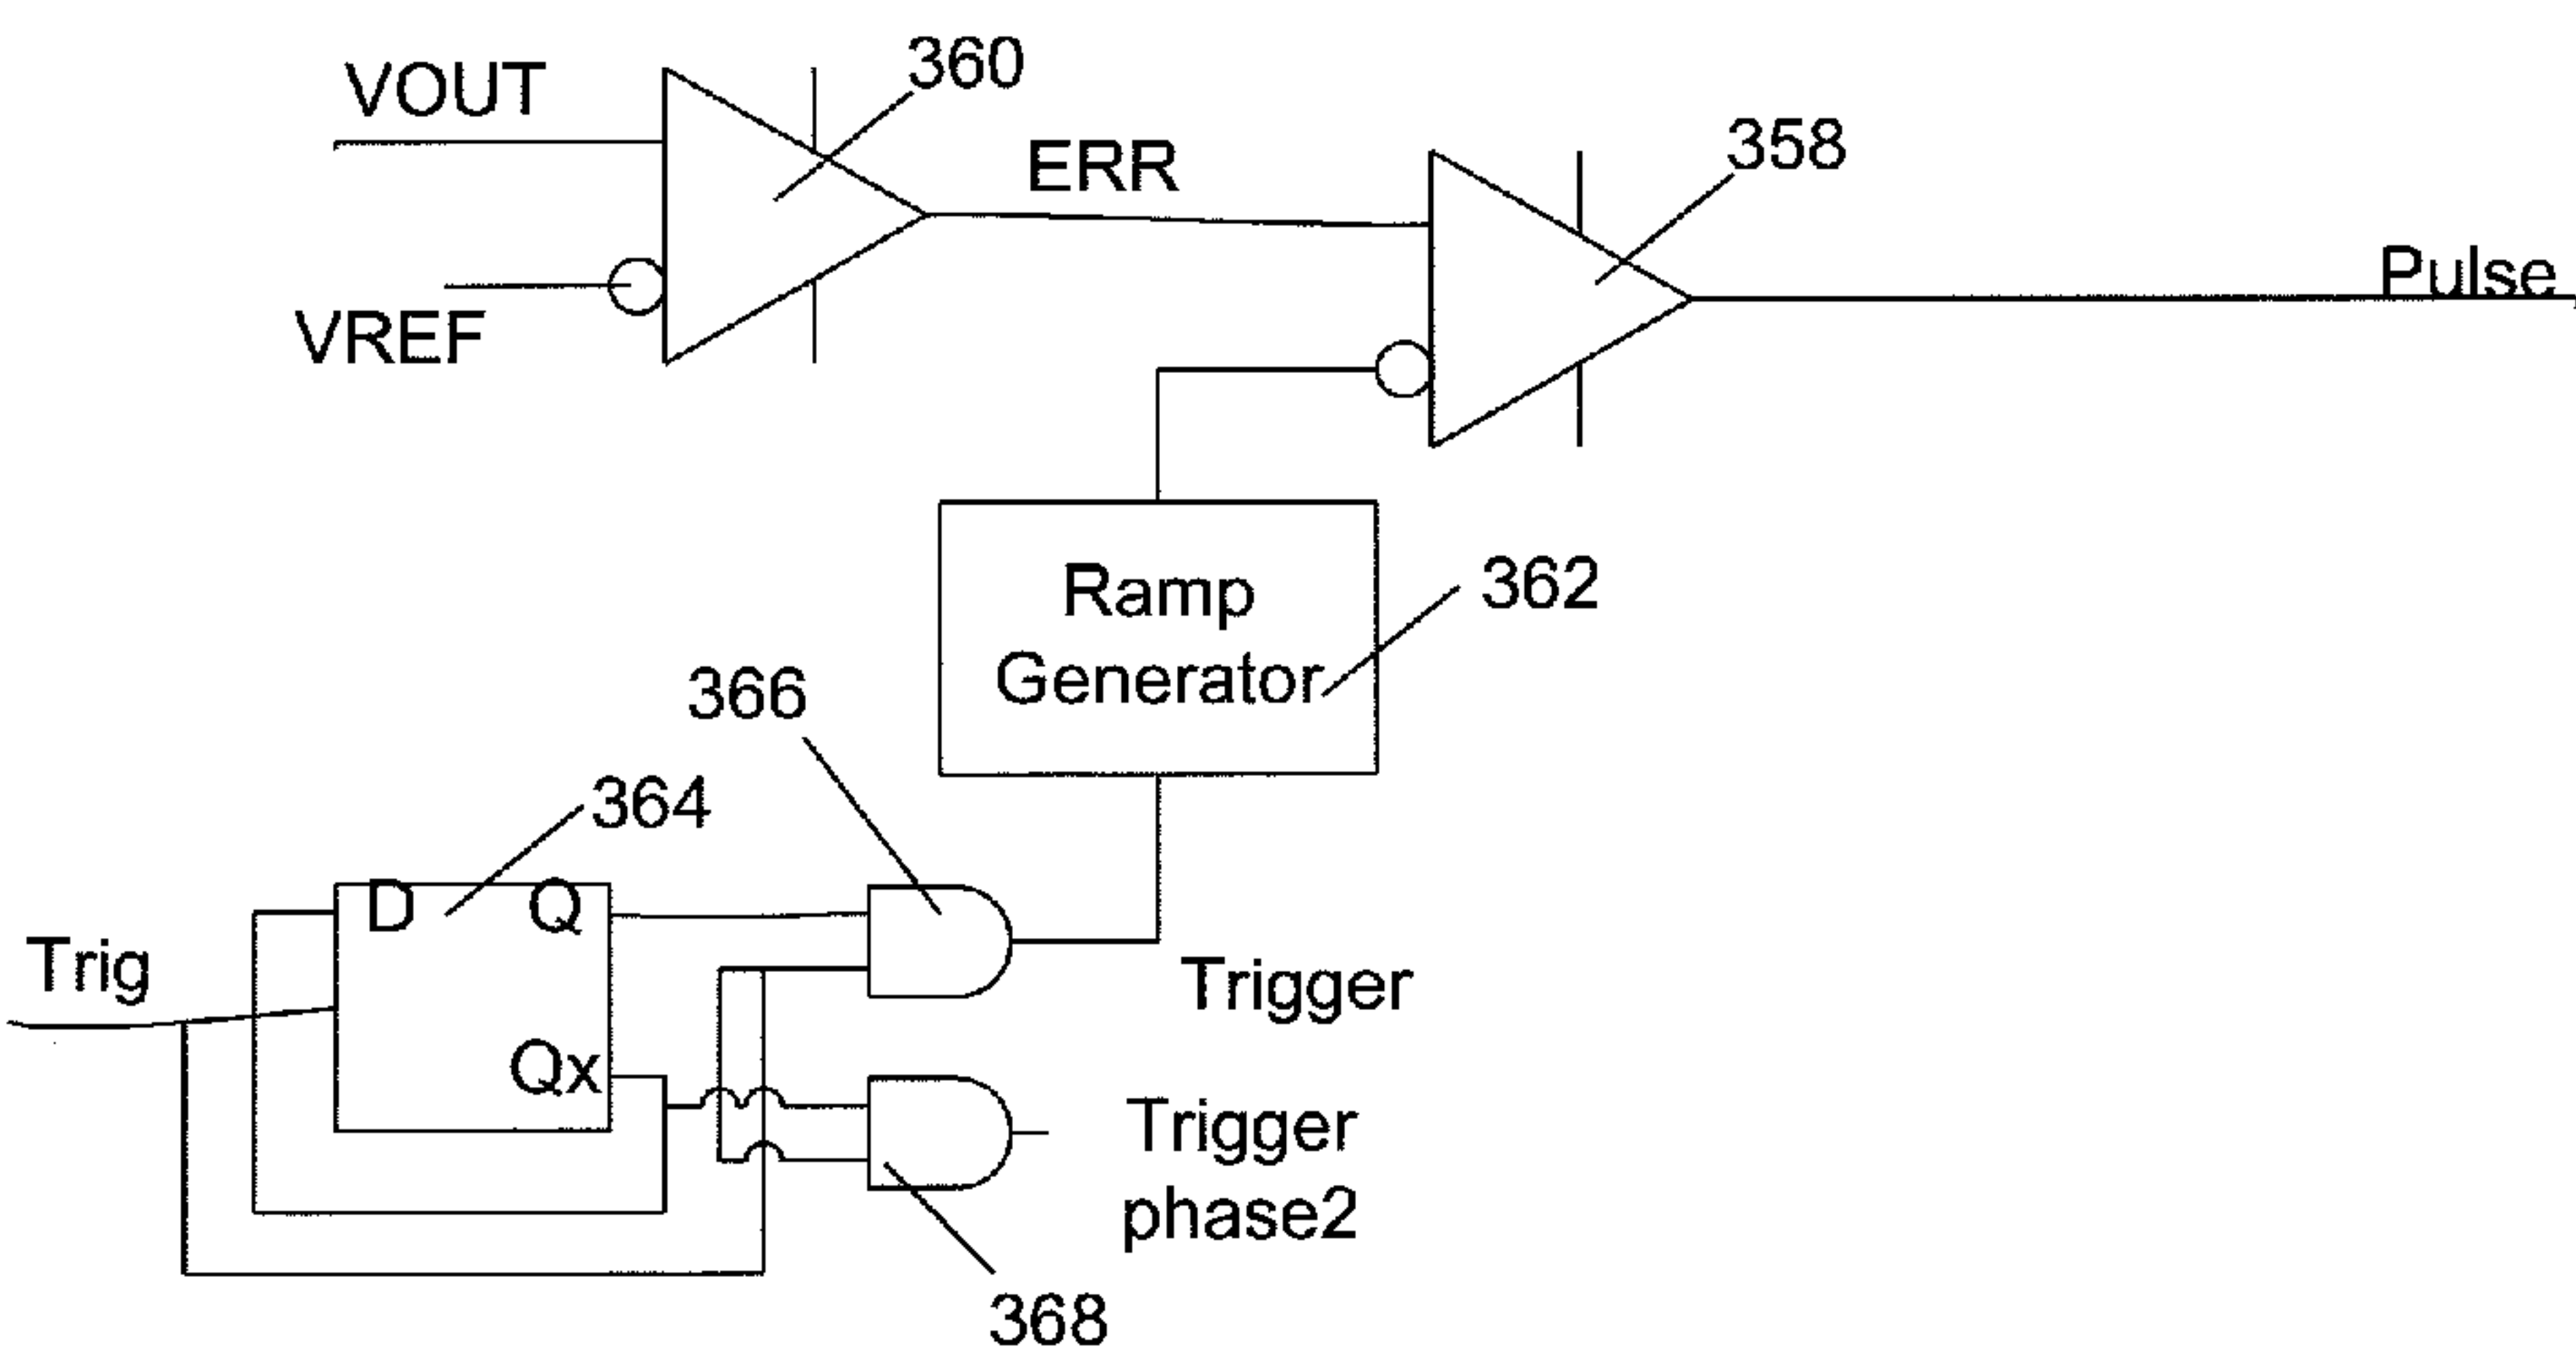 VOUT
360
ERR
358
VREF
Pulse
Ramp
Generator
362
366
364
D
Q
Trig
Trigger
Qx
Trigger
phase2
368